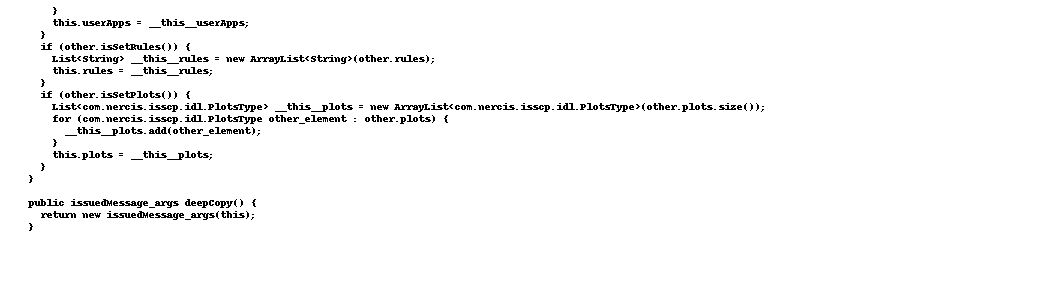 }
    this.userApps = __this__userApps;
  }
  if (other.isSetRules()) {
    List<String> __this__rules = new ArrayList<String>(other.rules);
    this.rules = __this__rules;
  }
  if (other.isSetPlots()) {
    List<com.nercis.isscp.idl.PlotsType> __this__plots = new ArrayList<com.nercis.isscp.idl.PlotsType>(other.plots.size());
    for (com.nercis.isscp.idl.PlotsType other_element : other.plots) {
      __this__plots.add(other_element);
    }
    this.plots = __this__plots;
  }
}

public issuedMessage_args deepCopy() {
  return new issuedMessage_args(this);
}